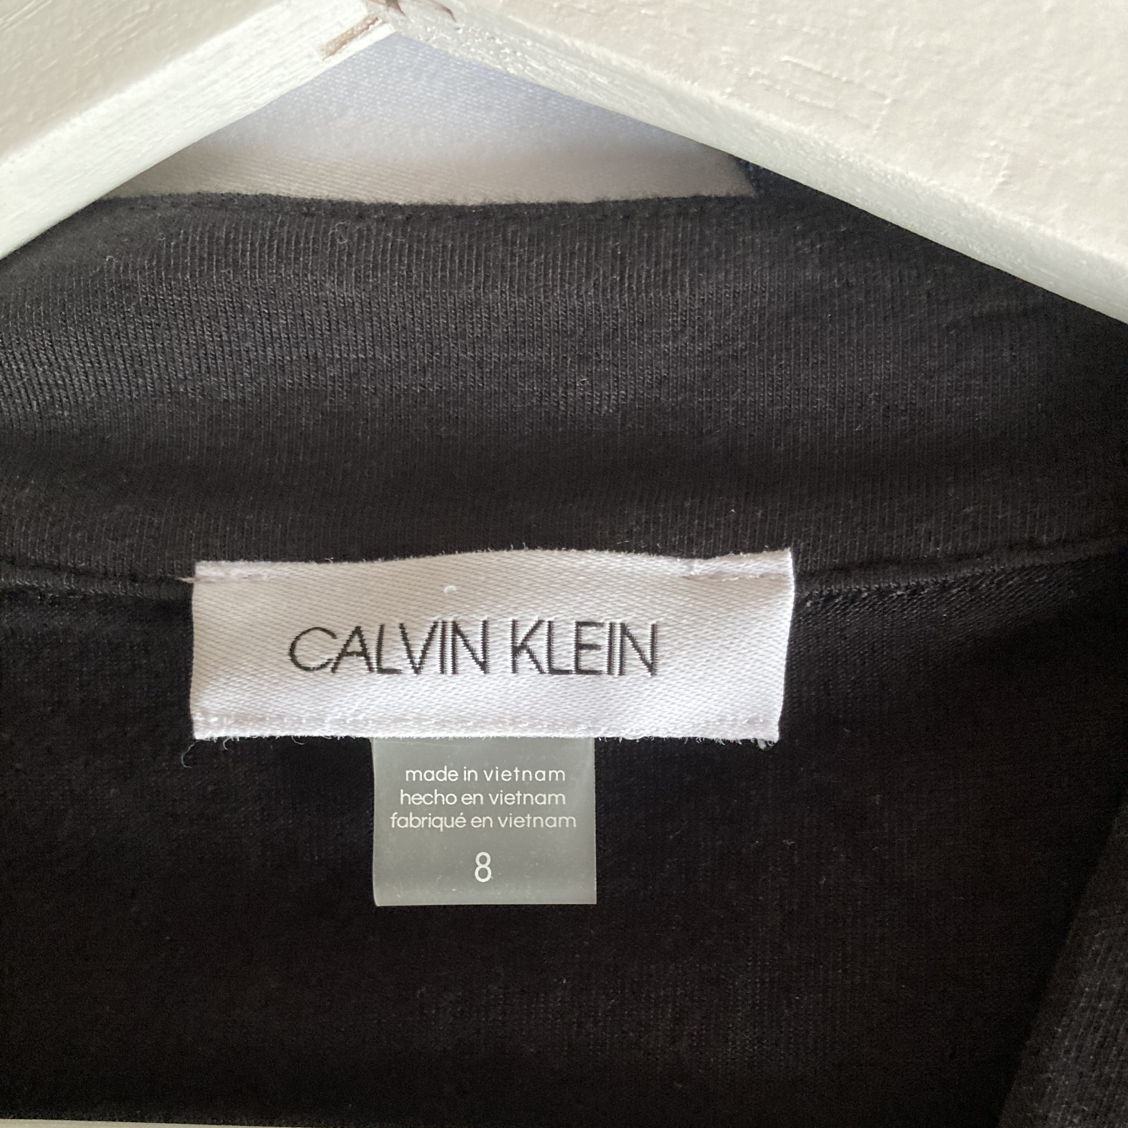 CALVIN KLEIN
made in vietnam
hecho en vietnam
fabriqué en vietnam
8